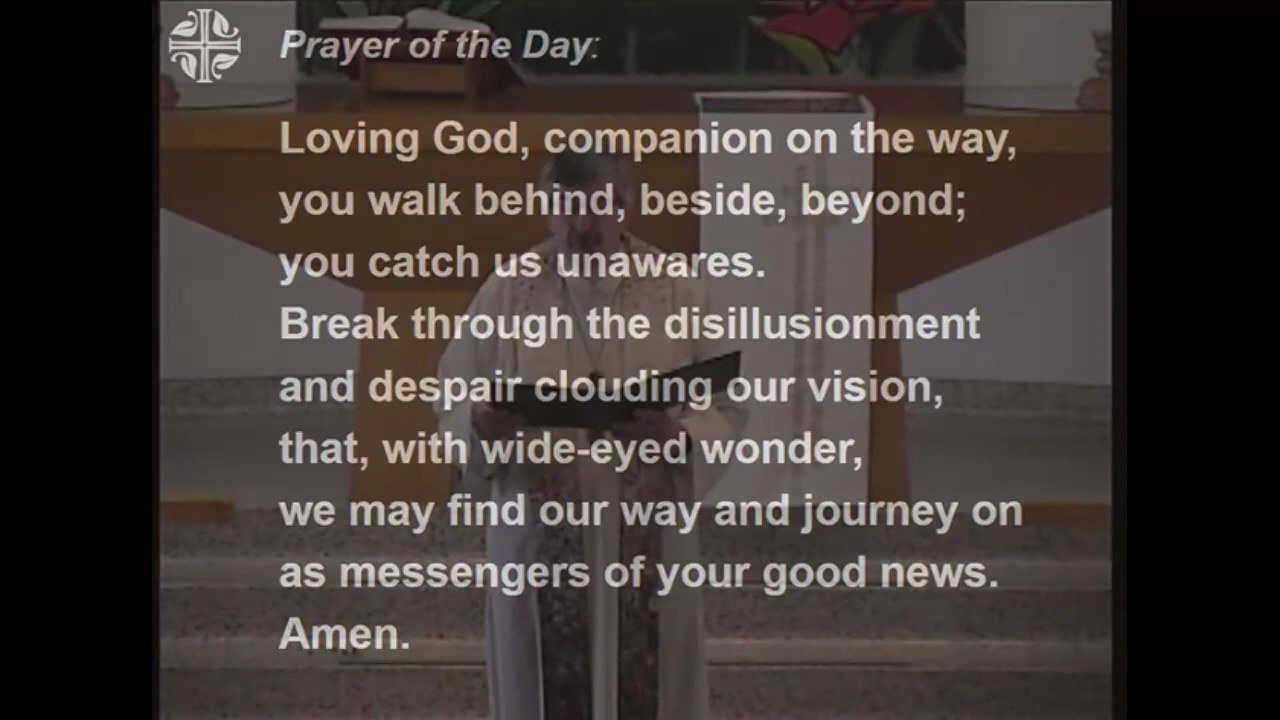 Prayer of the Day:
Loving God, companion on the way,
you walk behind, beside, beyond;
you catch us unawares.
Break through the disillusionment
and despair clouding our vision,
that, with wide-eyed wonder,
we may find our way and journey on
as messengers of your good news.
Amen.